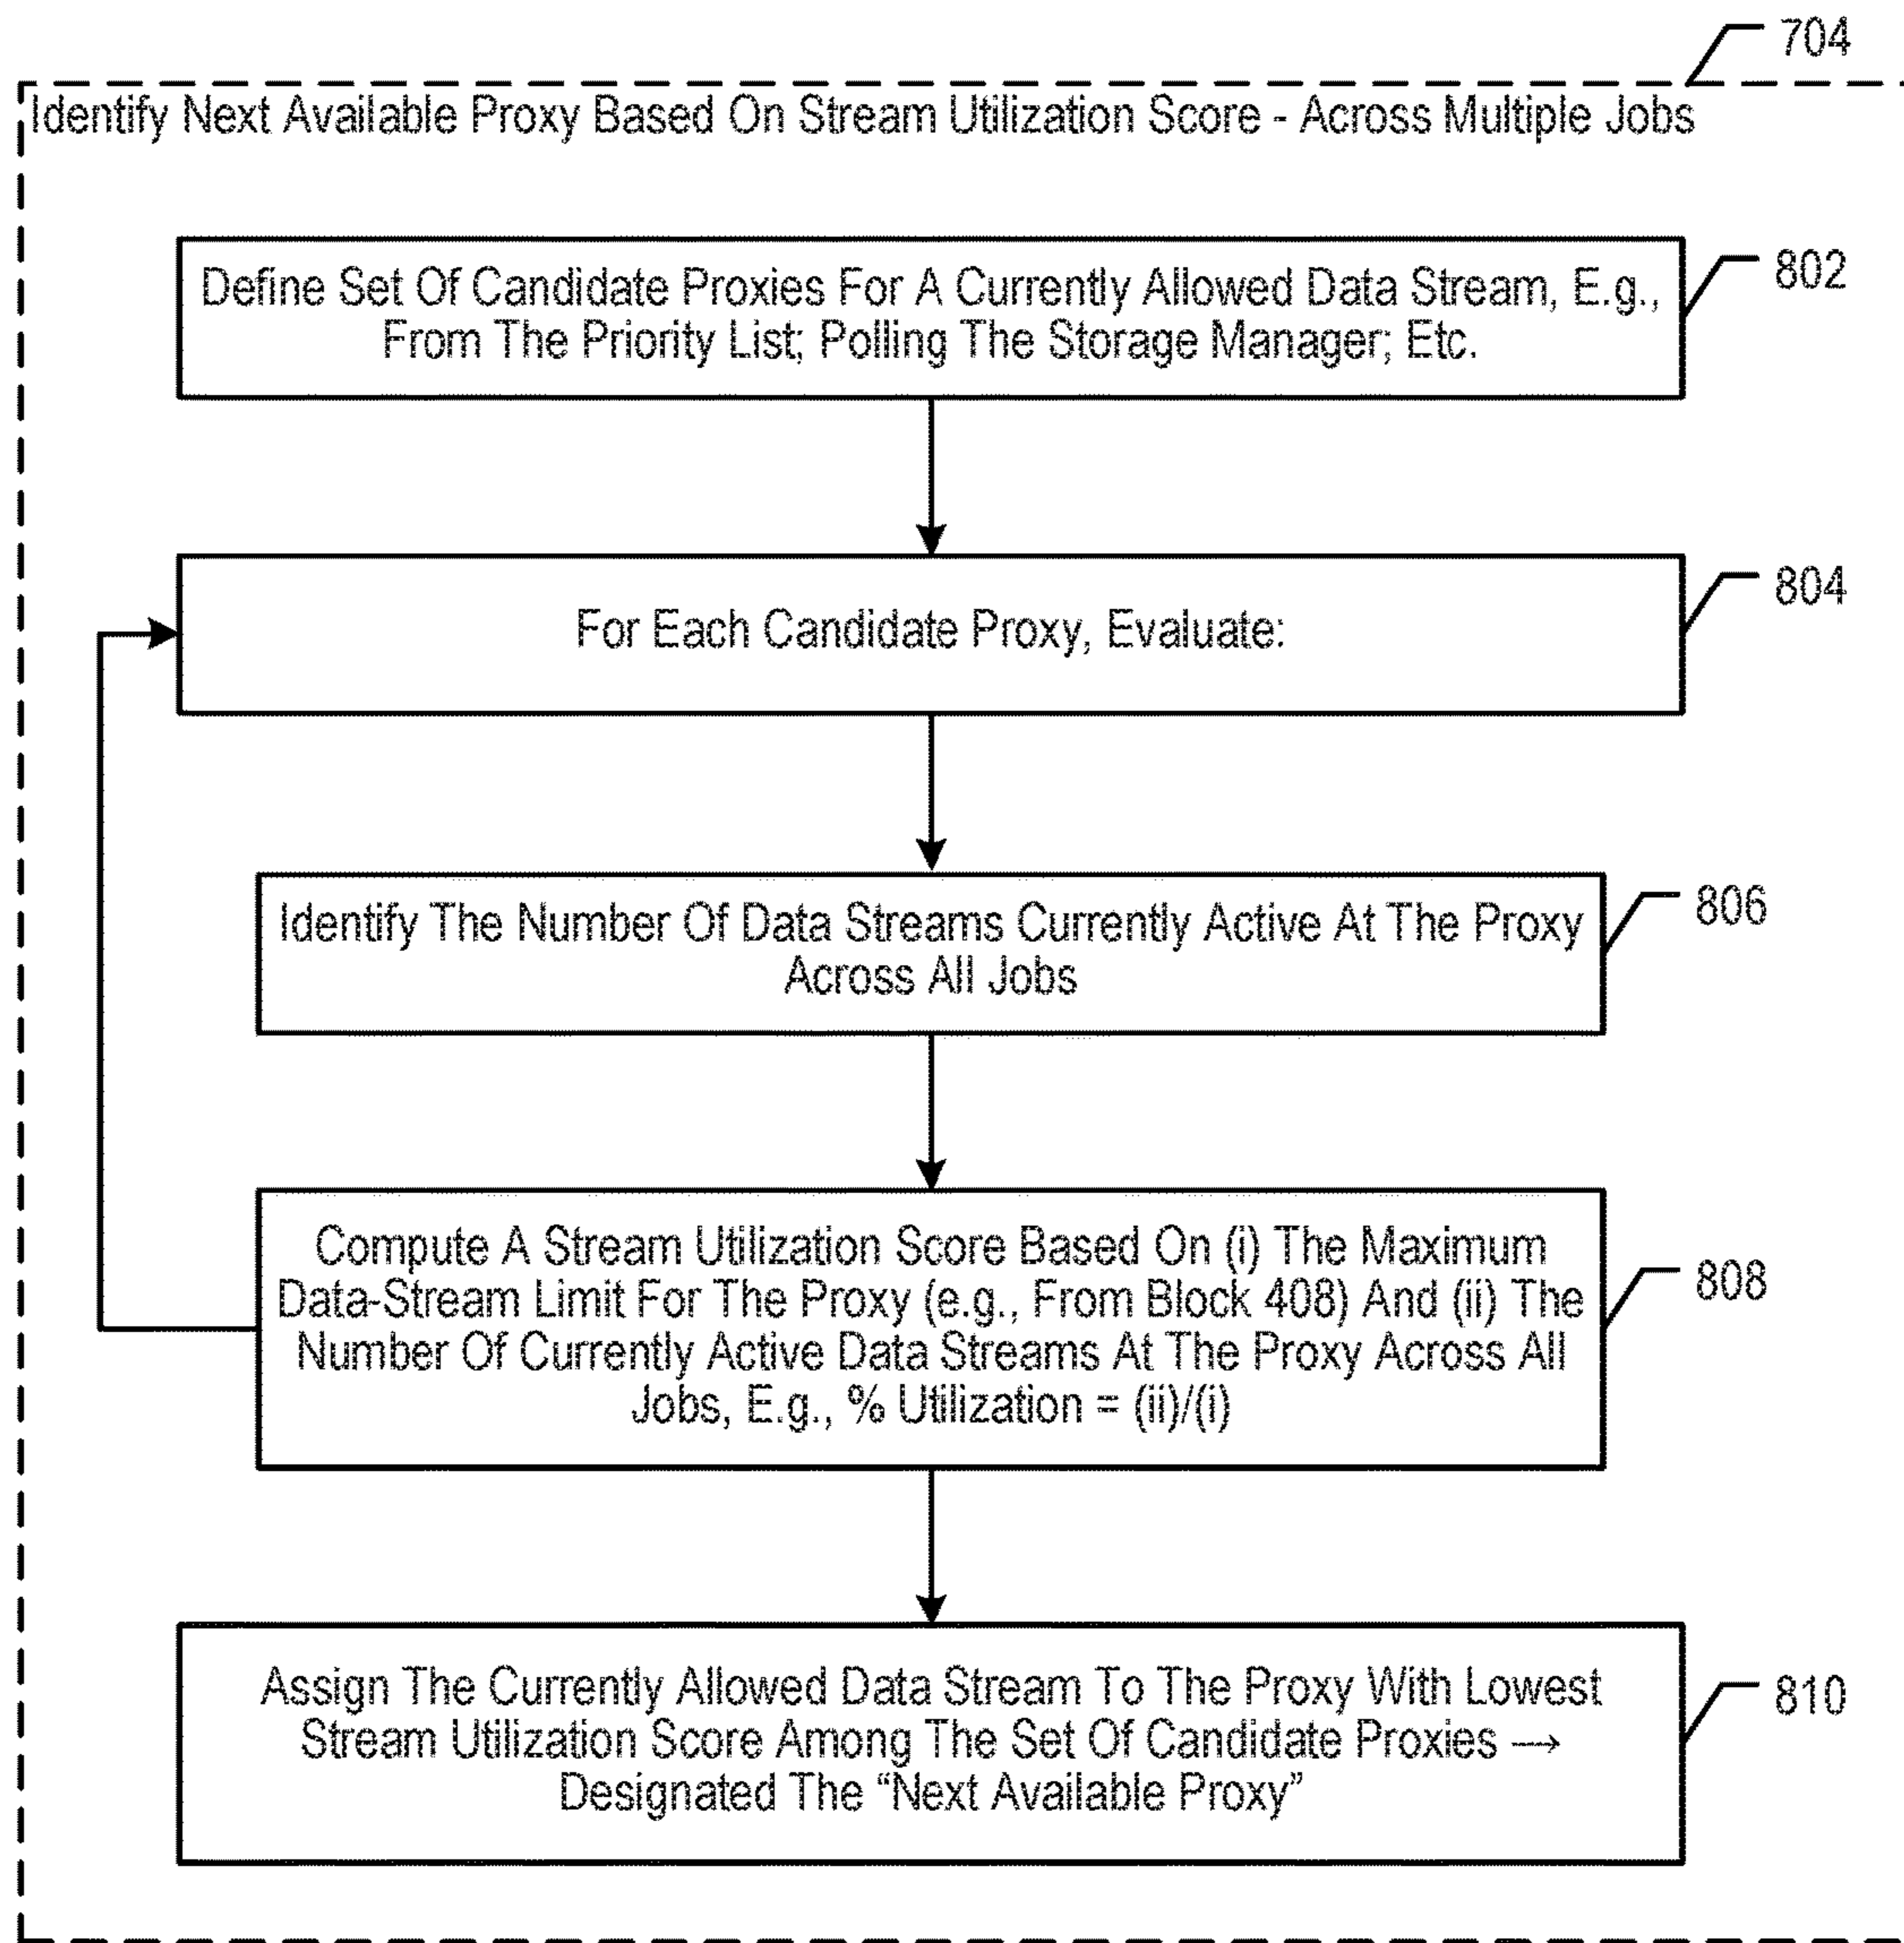 704
Identify Next Available Proxy Based On Stream Utilization Score - Across Multiple Jobs
802
Define Set Of Candidate Proxies For A Currently Allowed Data Stream, E.g.,
From The Priority List; Polling The Storage Manager; Etc.
804
For Each Candidate Proxy, Evaluate:
806
Identify The Number Of Data Streams Currently Active At The Proxy
Across All Jobs
808
Compute A Stream Utilization Score Based On (i) The Maximum
Data-Stream Limit For The Proxy (e.g., From Block 408) And (ii) The
Number Of Currently Active Data Streams At The Proxy Across All
Jobs, E.g., % Utilization = (ii)/(i)
810
Assign The Currently Allowed Data Stream To The Proxy With Lowest
Stream Utilization Score Among The Set Of Candidate Proxies →
Designated The “Next Available Proxy”